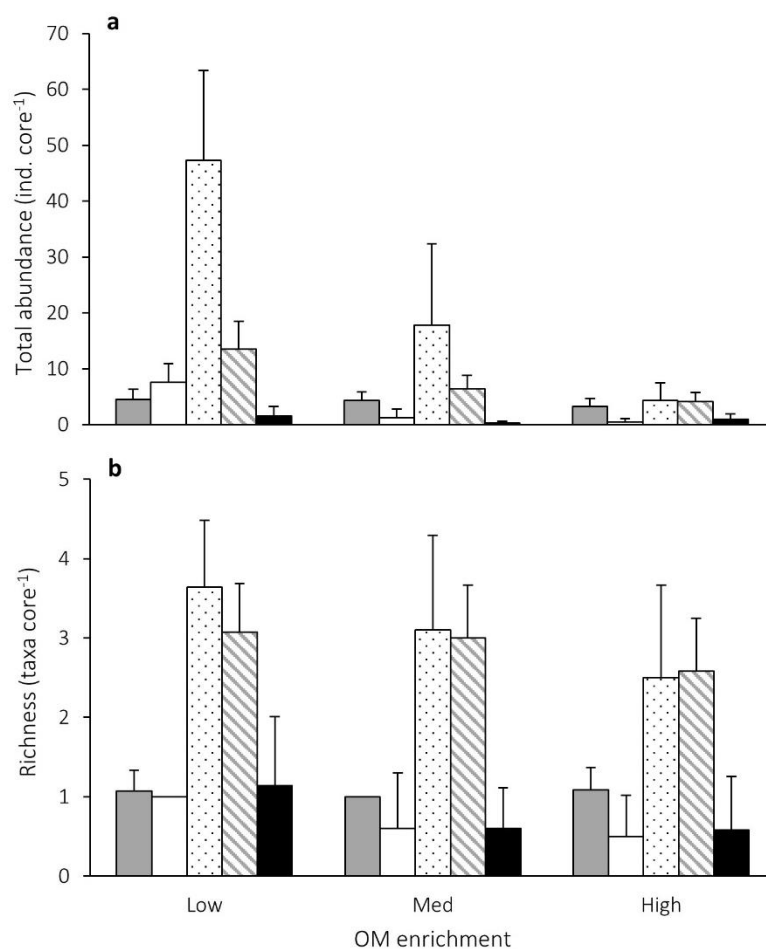 a
Total abundance (ind. core⁻¹)
70
60
50
40
30
20
10
0
b
Richness (taxa core⁻¹)
5
4
3
2
1
0
Low Med High
OM enrichment